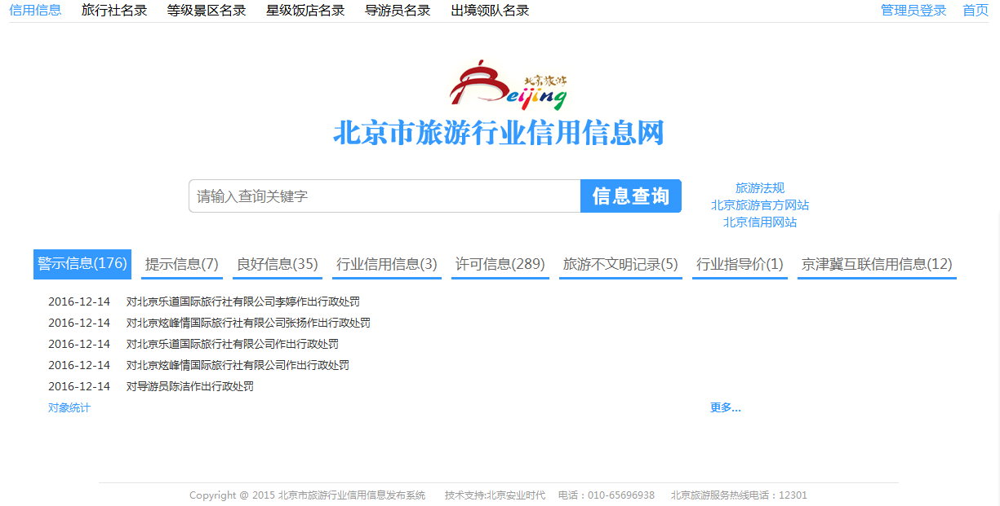 信用信息 旅行社名录 等级景区名录 星级饭店名录 导游员名录 出境领队名录 管理员登录 首页
北京旅游
Beijing
北京市旅游行业信用信息网
请输入查询关键字 信息查询
旅游法规
北京旅游官方网站
北京信用网站
警示信息(176) 提示信息(7) 良好信息(35) 行业信用信息(3) 许可信息(289) 旅游不文明记录(5) 行业指导价(1) 京津冀互联信用信息(12)
2016-12-14 对北京乐道国际旅行社有限公司李婷作出行政处罚
2016-12-14 对北京炫峰情国际旅行社有限公司张扬作出行政处罚
2016-12-14 对北京乐道国际旅行社有限公司作出行政处罚
2016-12-14 对北京炫峰情国际旅行社有限公司作出行政处罚
2016-12-14 对导游员陈洁作出行政处罚
对象统计 更多...
Copyright @ 2015 北京市旅游行业信用信息发布系统 技术支持:北京安业时代 电话：010-65696938 北京旅游服务热线电话：12301